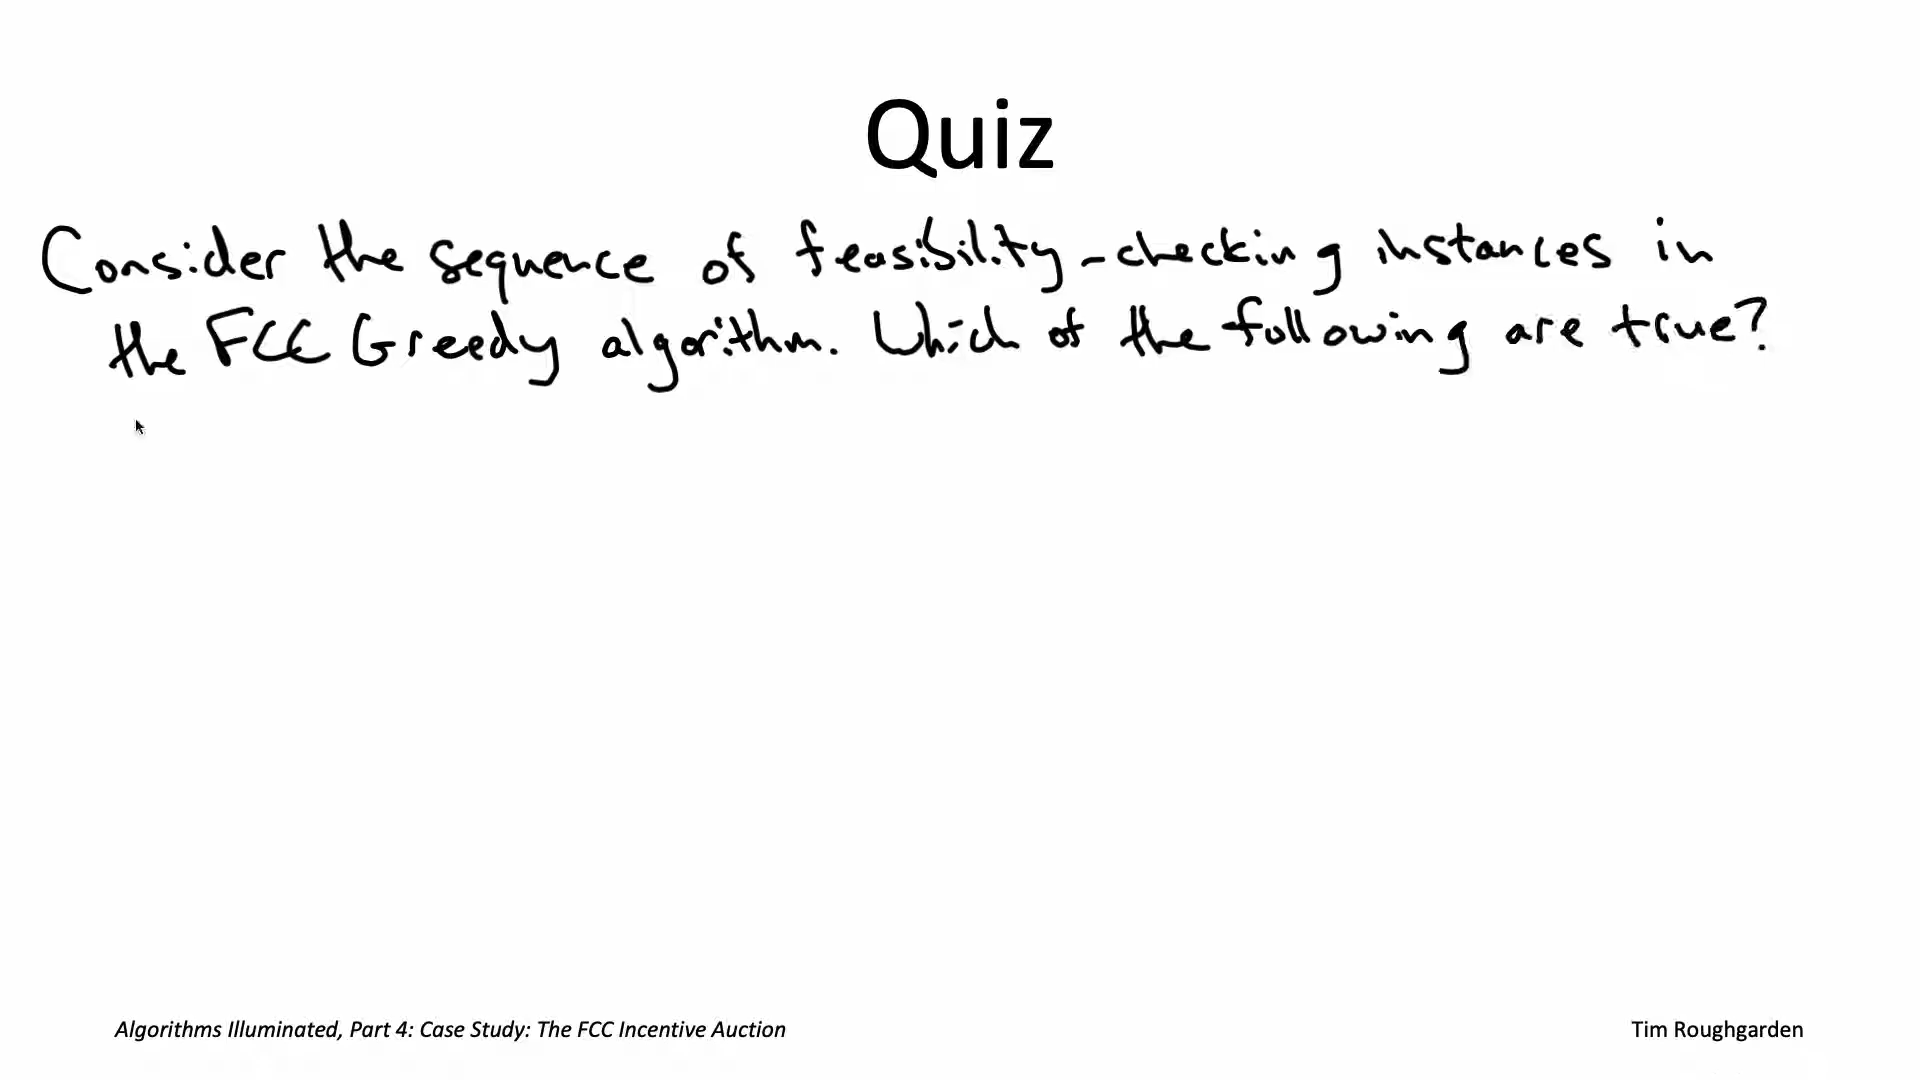 Quiz
Consider the sequence of feasibility-checking instances in
the FCC Greedy algorithm. Which of the following are true?
Algorithms Illuminated, Part 4: Case Study: The FCC Incentive Auction
Tim Roughgarden